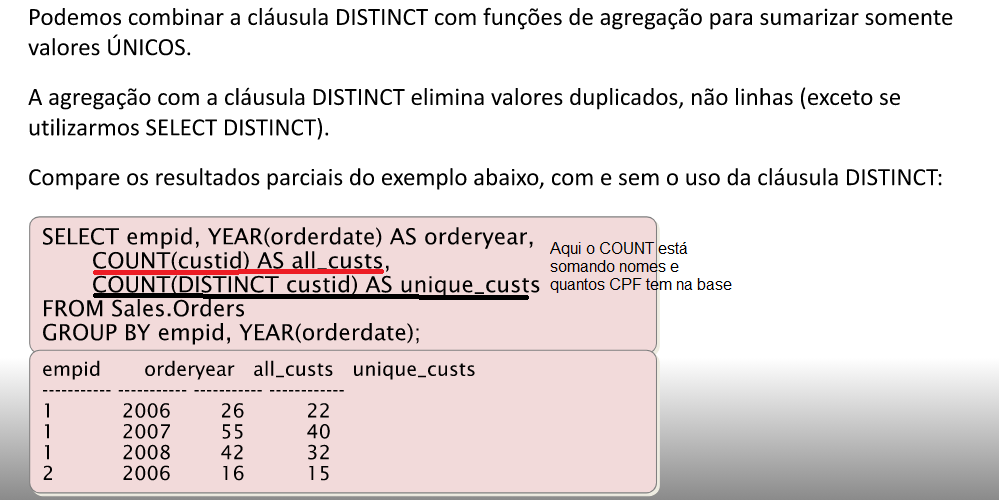 Podemos combinar a cláusula DISTINCT com funções de agregação para sumarizar somente
valores ÚNICOS.
A agregação com a cláusula DISTINCT elimina valores duplicados, não linhas (exceto se
utilizarmos SELECT DISTINCT).
Compare os resultados parciais do exemplo abaixo, com e sem o uso da cláusula DISTINCT:
SELECT empid, YEAR(orderdate) AS orderyear,
COUNT(custid) AS all_custs,
COUNT(DISTINCT custid) AS unique_custs
FROM Sales.Orders
GROUP BY empid, YEAR(orderdate);
Aqui o COUNT está
somando nomes e
quantos CPF tem na base
empid orderyear all_custs unique_custs
----------- ----------- ----------- ------------
1 2006 26 22
1 2007 55 40
1 2008 42 32
2 2006 16 15